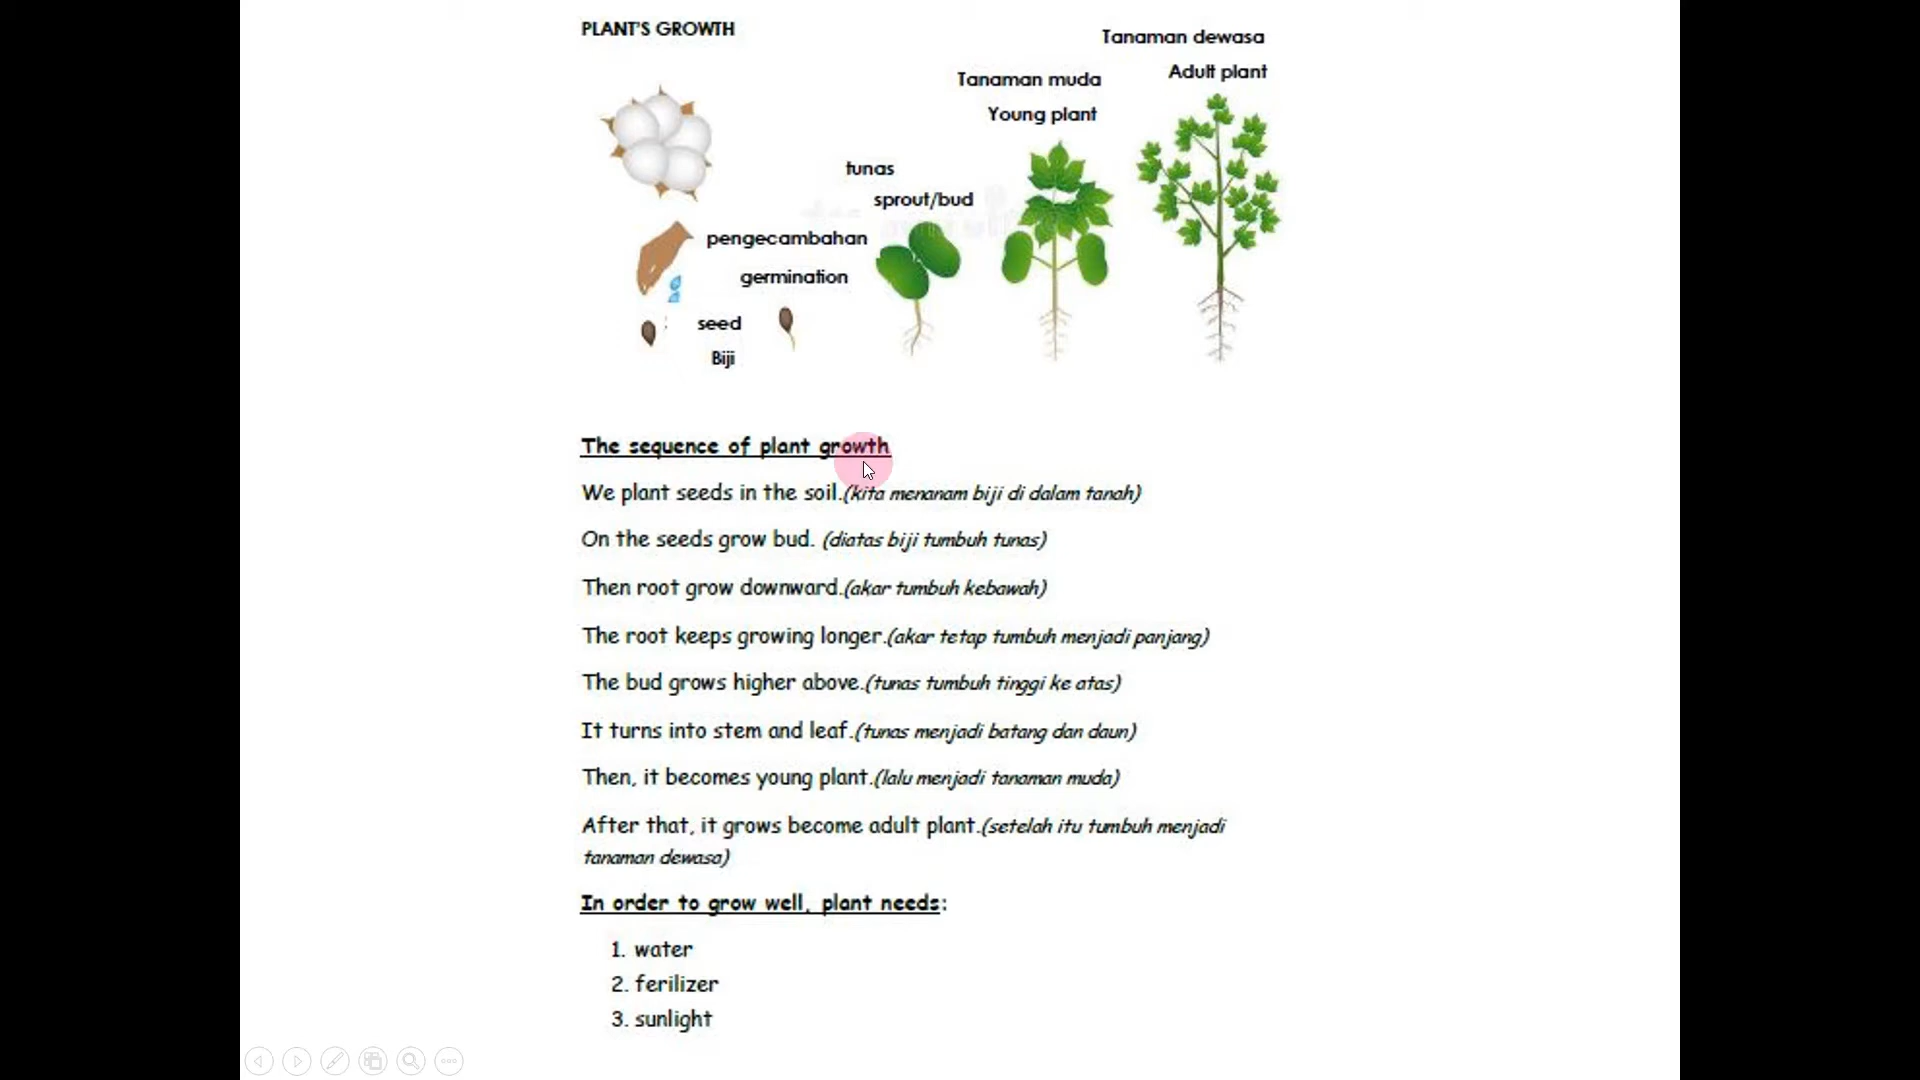 PLANT'S GROWTH
Tanaman dewasa
Adult plant
Tanaman muda
Young plant
tunas
sprout/bud
pengecambahan
germination
seed
Biji
The sequence of plant growth
We plant seeds in the soil.(kita menanam biji di dalam tanah)
On the seeds grow bud. (diatas biji tumbuh tunas)
Then root grow downward.(akar tumbuh kebawah)
The root keeps growing longer.(akar tetap tumbuh menjadi panjang)
The bud grows higher above.(tunas tumbuh tinggi ke atas)
It turns into stem and leaf.(tunas menjadi batang dan daun)
Then, it becomes young plant.(lalu menjadi tanaman muda)
After that, it grows become adult plant.(setelah itu tumbuh menjadi
tanaman dewasa)
In order to grow well, plant needs:
1. water
2. ferilizer
3. sunlight